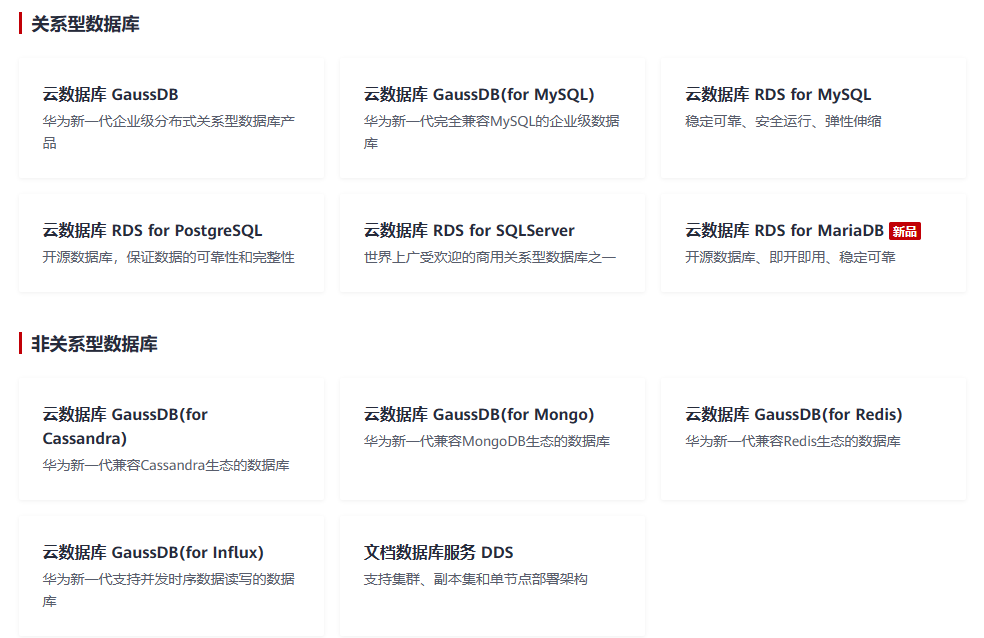 关系型数据库
云数据库 GaussDB
华为新一代企业级分布式关系型数据库产
品
云数据库 GaussDB(for MySQL)
华为新一代完全兼容MySQL的企业级数据
库
云数据库 RDS for MySQL
稳定可靠、安全运行、弹性伸缩
云数据库 RDS for PostgreSQL
开源数据库，保证数据的可靠性和完整性
云数据库 RDS for SQLServer
世界上广受欢迎的商用关系型数据库之一
云数据库 RDS for MariaDB 新品
开源数据库、即开即用、稳定可靠
非关系型数据库
云数据库 GaussDB(for
Cassandra)
华为新一代兼容Cassandra生态的数据库
云数据库 GaussDB(for Mongo)
华为新一代兼容MongoDB生态的数据库
云数据库 GaussDB(for Redis)
华为新一代兼容Redis生态的数据库
云数据库 GaussDB(for Influx)
华为新一代支持并发时序数据读写的数据
库
文档数据库服务 DDS
支持集群、副本集和单节点部署架构